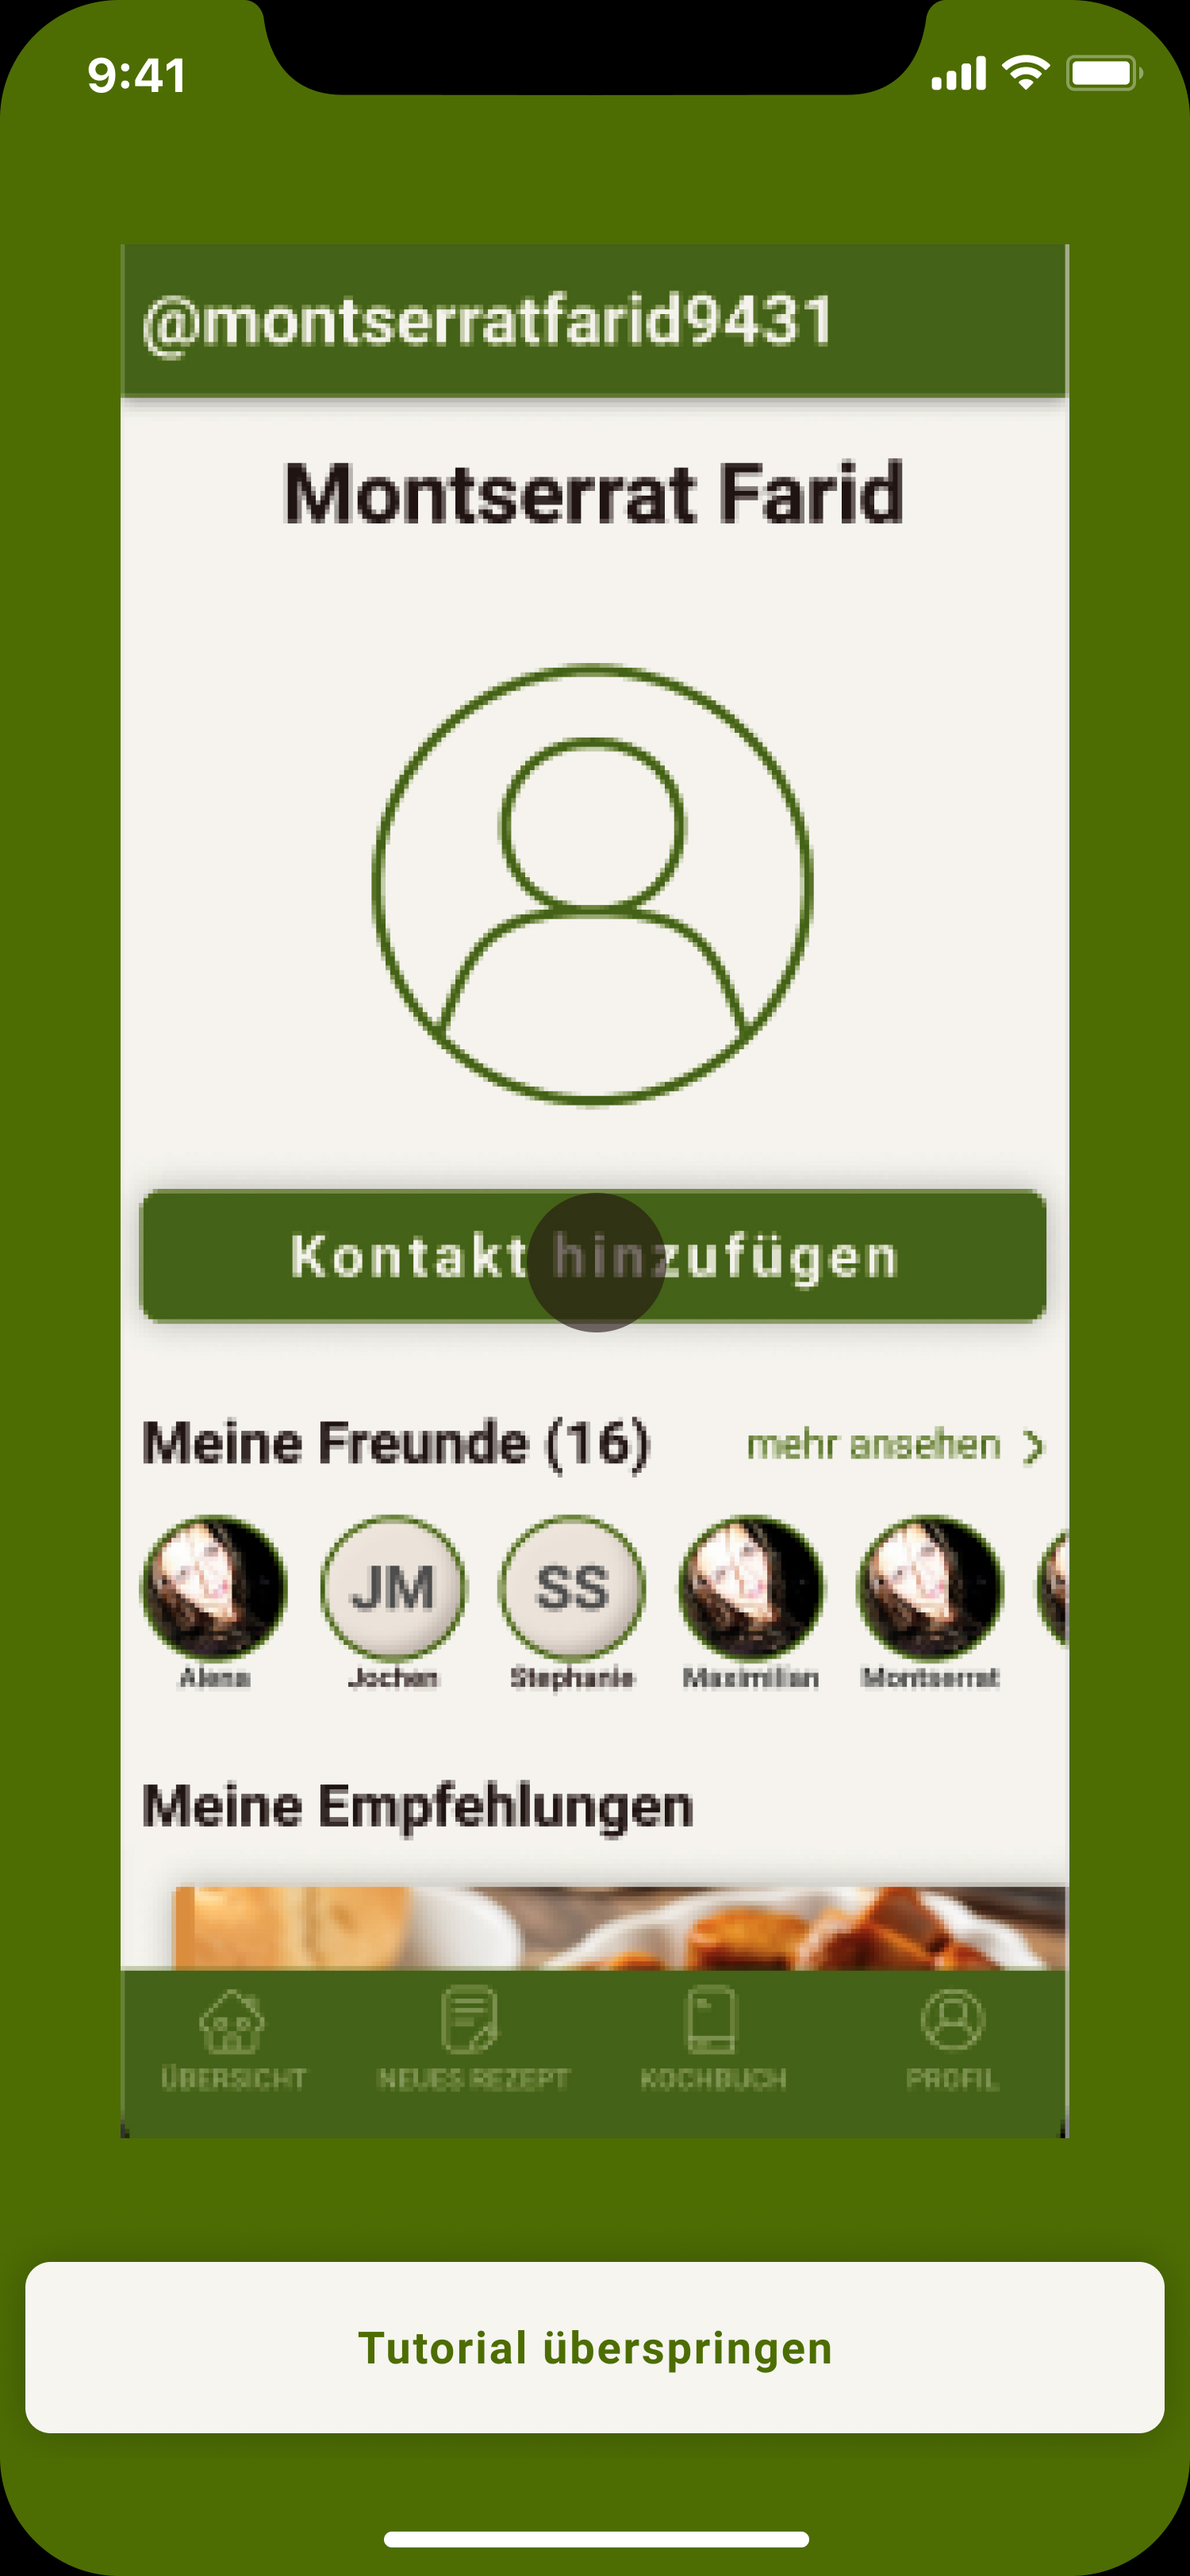 9:41
@montserratfarid9431
Montserrat Farid
Kontakt hinzufügen
Meine Freunde (16)
mehr ansehen
JM
SS
Alena
Jochen
Stephanie
Maximilian
Montserrat
Meine Empfehlungen
ÜBERSICHT
NEUES REZEPT
KOCHBUCH
PROFIL
Tutorial überspringen